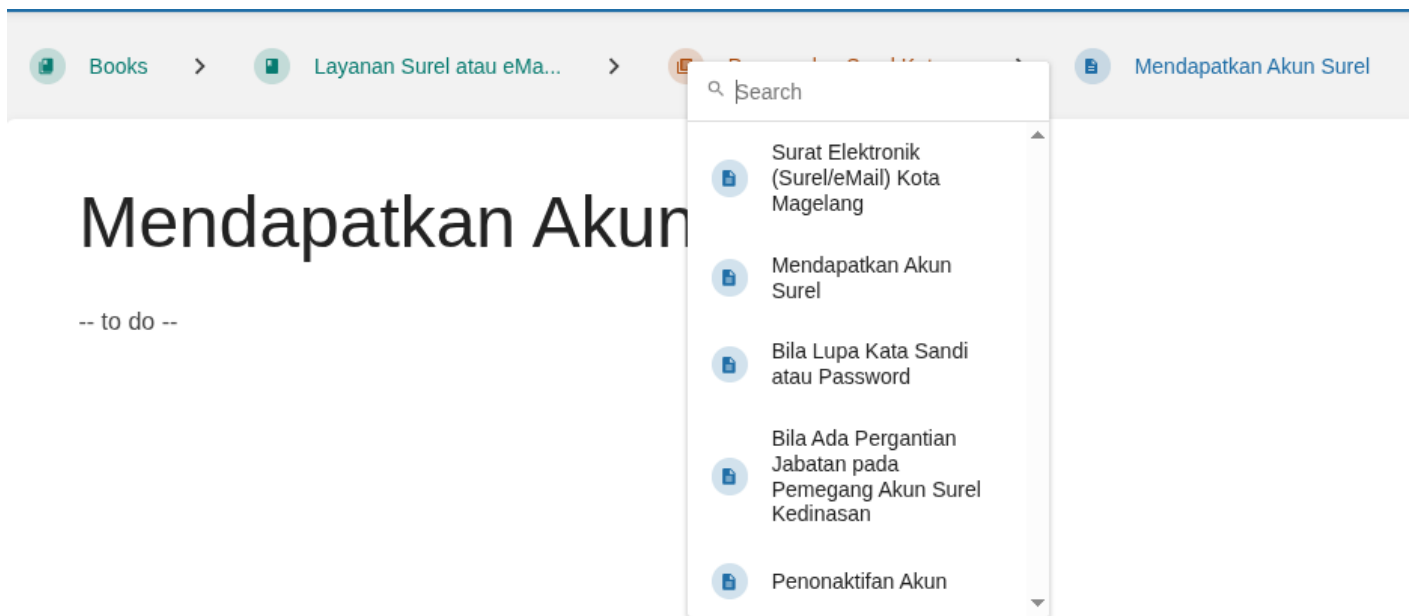 Books
Layanan Surel atau eMa...
Mendapatkan Akun Surel
Search
Surat Elektronik
(Surel/eMail) Kota
Magelang
Mendapatkan Akun
Surel
Bila Lupa Kata Sandi
atau Password
Bila Ada Pergantian
Jabatan pada
Pemegang Akun Surel
Kedinasan
Penonaktifan Akun
Mendapatkan Akun
-- to do --